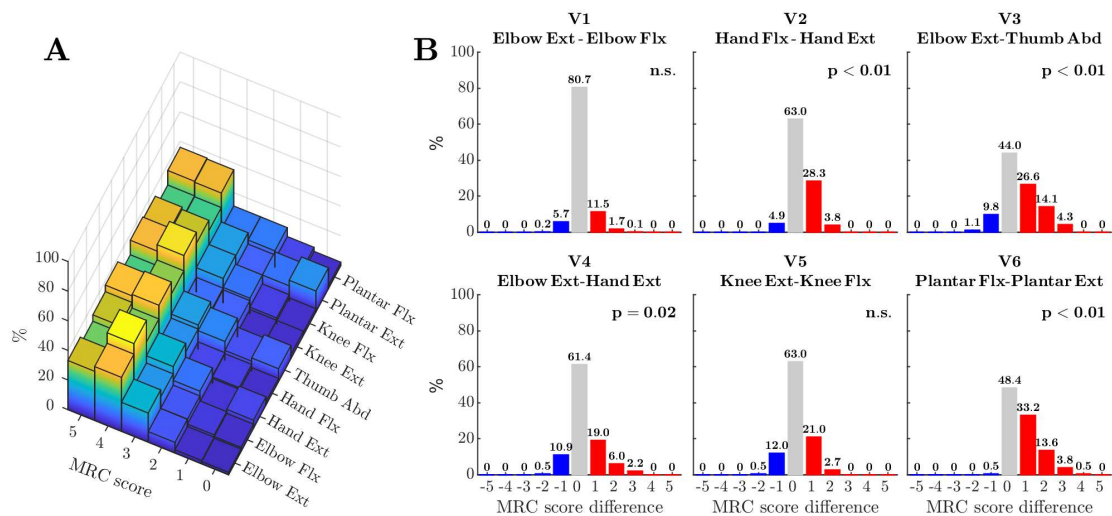 A
%
100
80
60
40
20
0
5
4
3
2
1
0
MRC score
Plantar Flx
Plantar Ext
Knee Flx
Knee Ext
Thumb Abd
Hand Flx
Hand Ext
Elbow Flx
Elbow Ext
B
V1
Elbow Ext - Elbow Flx
n.s.
%
100
80
60
40
20
0
0 0 0 0.2 5.7 80.7 11.5 1.7 0.1 0 0
V2
Hand Flx - Hand Ext
p < 0.01
0 0 0 0 4.9 63.0 28.3 3.8 0 0 0
V3
Elbow Ext-Thumb Abd
p < 0.01
0 0 0 1.1 9.8 44.0 26.6 14.1 4.3 0 0
V4
Elbow Ext-Hand Ext
p = 0.02
%
100
80
60
40
20
0
0 0 0 0.5 10.9 61.4 19.0 6.0 2.2 0 0
-5 -4 -3 -2 -1 0 1 2 3 4 5
MRC score difference
V5
Knee Ext-Knee Flx
n.s.
0 0 0 0.5 12.0 63.0 21.0 2.7 0 0 0
-5 -4 -3 -2 -1 0 1 2 3 4 5
MRC score difference
V6
Plantar Flx-Plantar Ext
p < 0.01
0 0 0 0 0.5 48.4 33.2 13.6 3.8 0.5 0
-5 -4 -3 -2 -1 0 1 2 3 4 5
MRC score difference